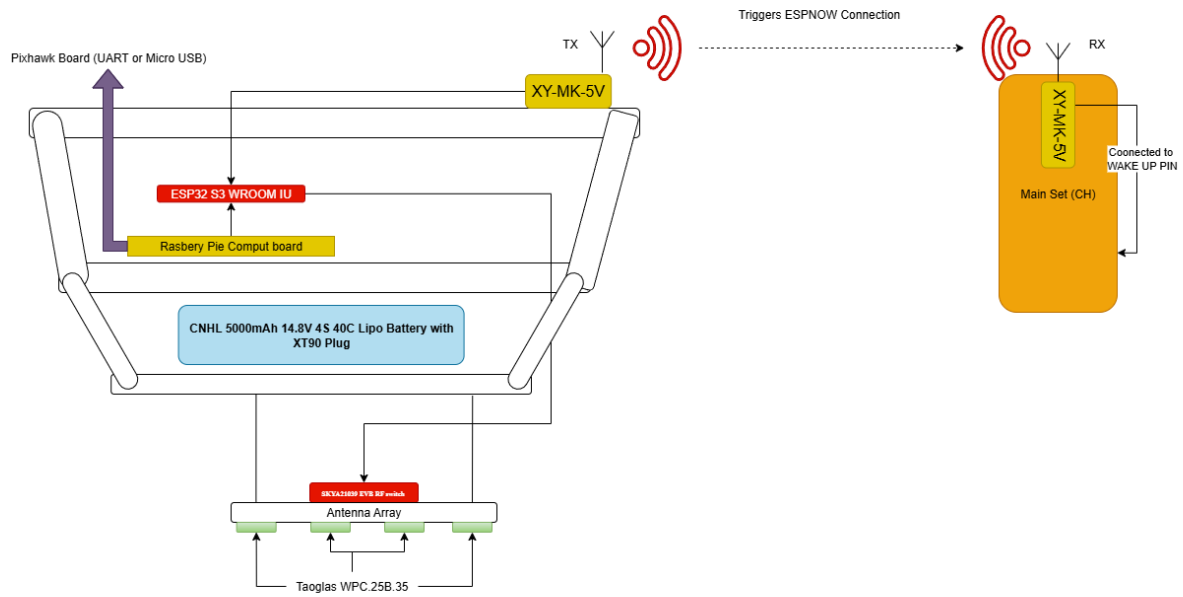 Triggers ESPNOW Connection
TX
RX
Pixhawk Board (UART or Micro USB)
XY-MK-5V
XY-MK-5V
Coonected to
WAKE UP PIN
ESP32 S3 WROOM IU
Main Set (CH)
Rasbery Pie Comput board
CNHL 5000mAh 14.8V 4S 40C Lipo Battery with
XT90 Plug
SKYA21039 EVB RF switch
Antenna Array
Taoglas WPC.25B.35